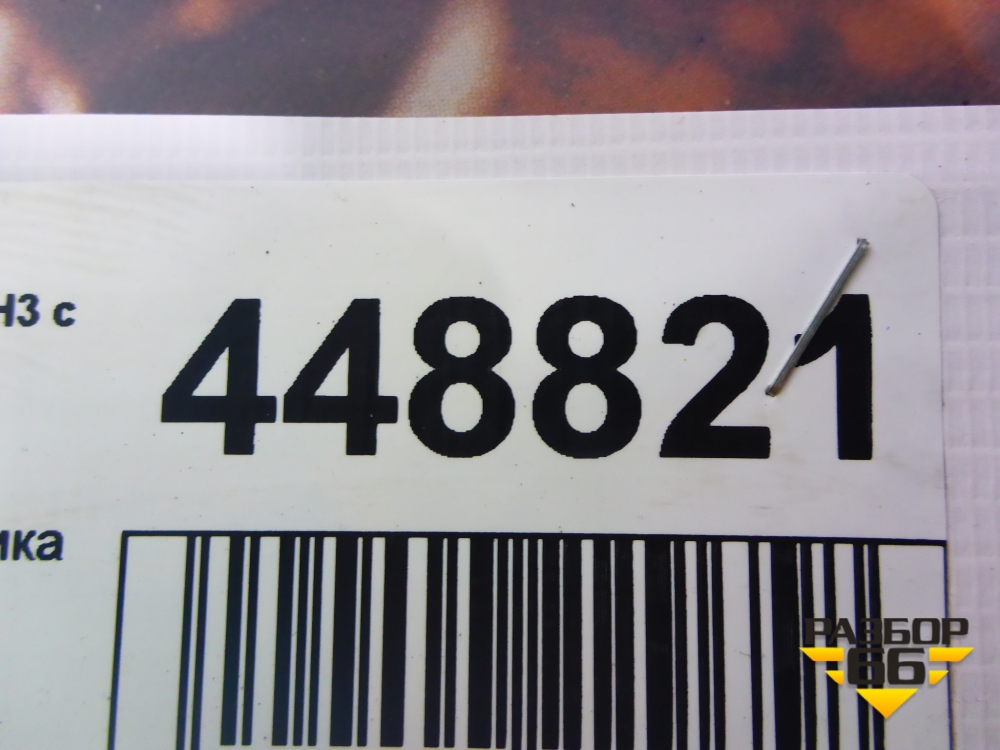 Н3 с
448821
ика
РАЗБОР
66